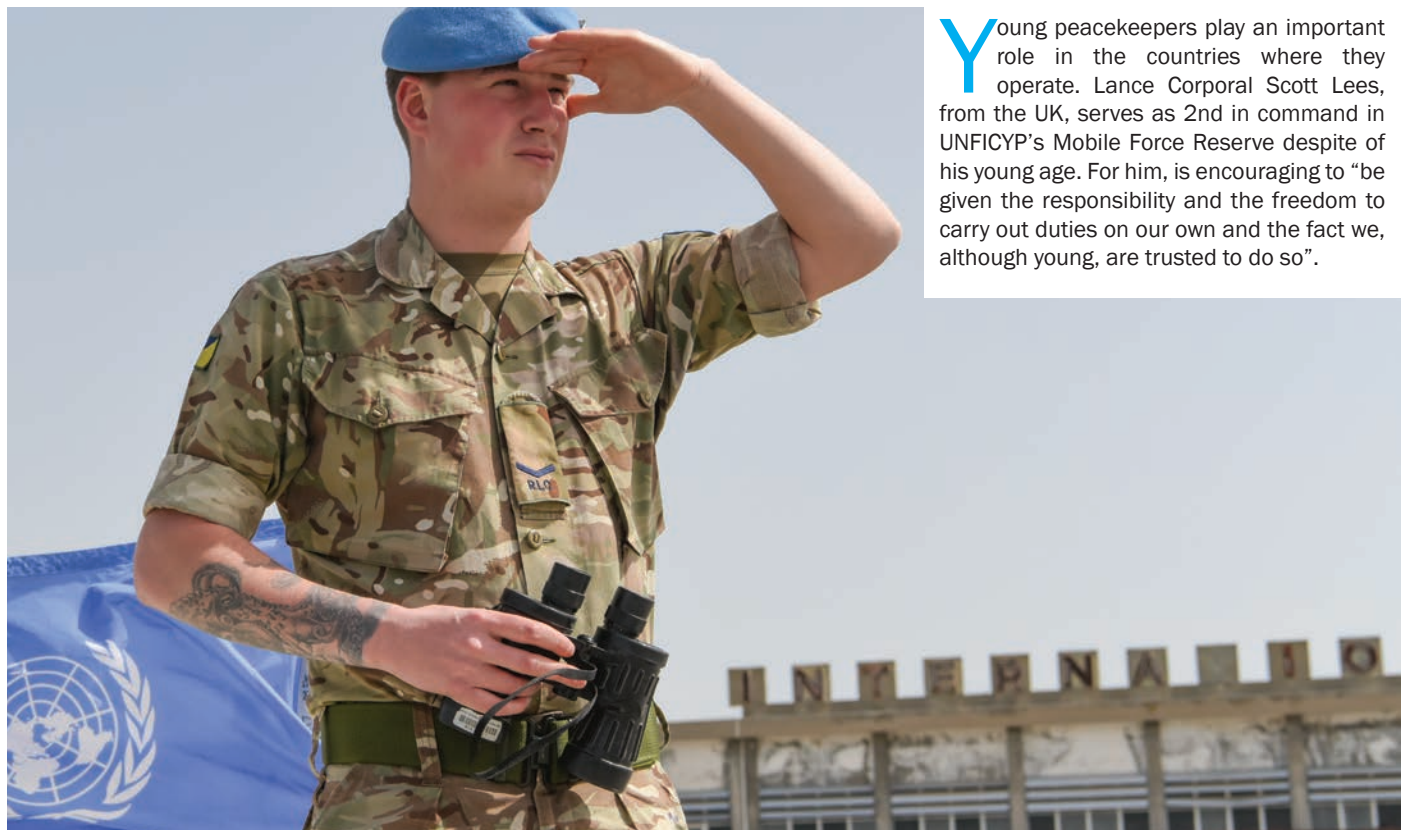 Young peacekeepers play an important
role in the countries where they
operate. Lance Corporal Scott Lees,
from the UK, serves as 2nd in command in
UNFICYP’s Mobile Force Reserve despite of
his young age. For him, is encouraging to “be
given the responsibility and the freedom to
carry out duties on our own and the fact we,
although young, are trusted to do so”.
RLC
INTERNA IO